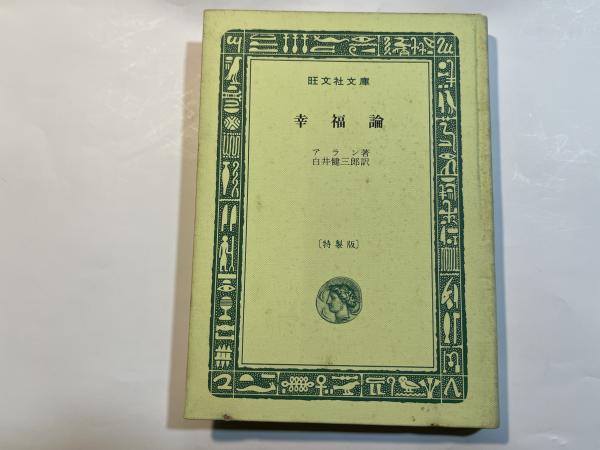 旺文社文庫
幸福論
アラン著
白井健三郎訳
〔特製版〕